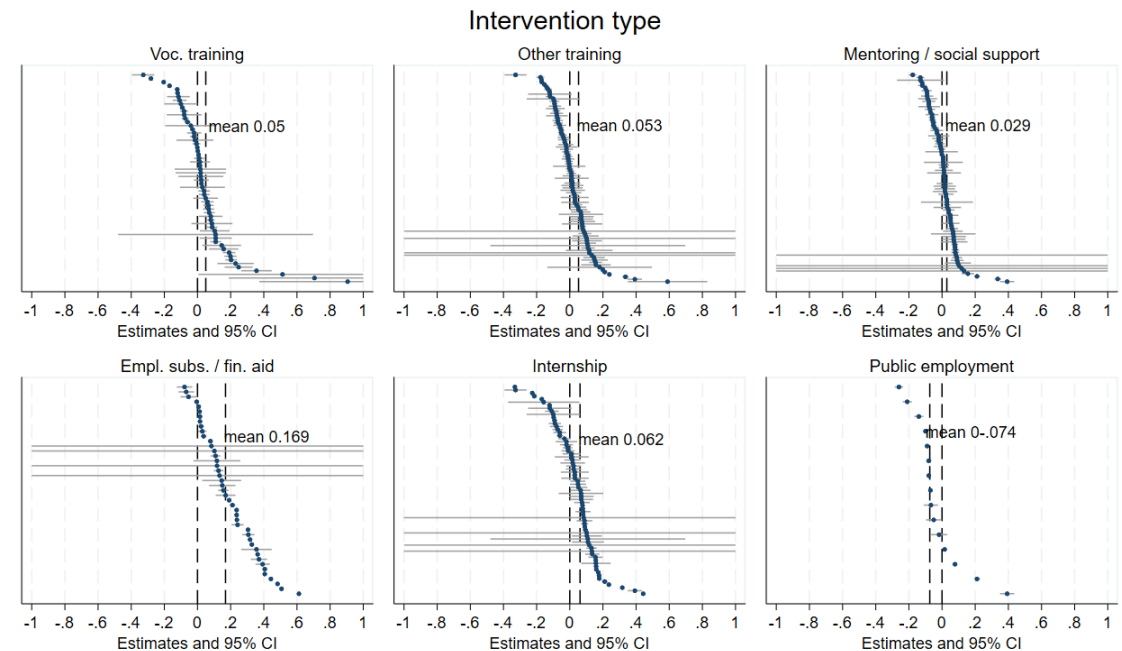 Intervention type
Voc. training
Other training
Mentoring / social support
mean 0.05
mean 0.053
mean 0.029
-1 -.8 -.6 -.4 -.2 0 .2 .4 .6 .8 1
-1 -.8 -.6 -.4 -.2 0 .2 .4 .6 .8 1
-1 -.8 -.6 -.4 -.2 0 .2 .4 .6 .8 1
Estimates and 95% CI
Estimates and 95% CI
Estimates and 95% CI
Empl. subs. / fin. aid
Internship
Public employment
mean 0.169
mean 0.062
mean 0-.074
-1 -.8 -.6 -.4 -.2 0 .2 .4 .6 .8 1
-1 -.8 -.6 -.4 -.2 0 .2 .4 .6 .8 1
-1 -.8 -.6 -.4 -.2 0 .2 .4 .6 .8 1
Estimates and 95% CI
Estimates and 95% CI
Estimates and 95% CI